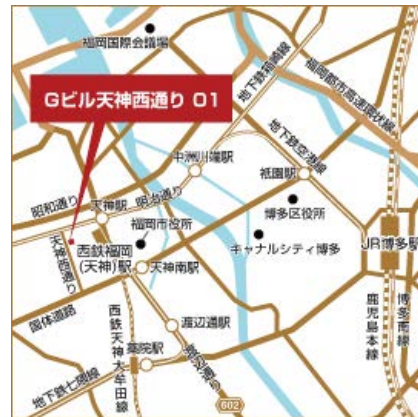 福岡国際会議場
地下鉄箱崎線
福岡都市高速環状線
Gビル天神西通り 01
中洲川端駅
地下鉄空港線
祇園駅
昭和通り
天神駅
明治通り
福岡市役所
博多区役所
天神西通り
西鉄福岡
(天神)駅
キャナルシティ博多
JR博多駅
天神南駅
国体道路
渡辺通駅
西鉄天神大牟田線
薬院駅
渡辺通り
地下鉄七隈線
鹿児島本線
博多南線
602